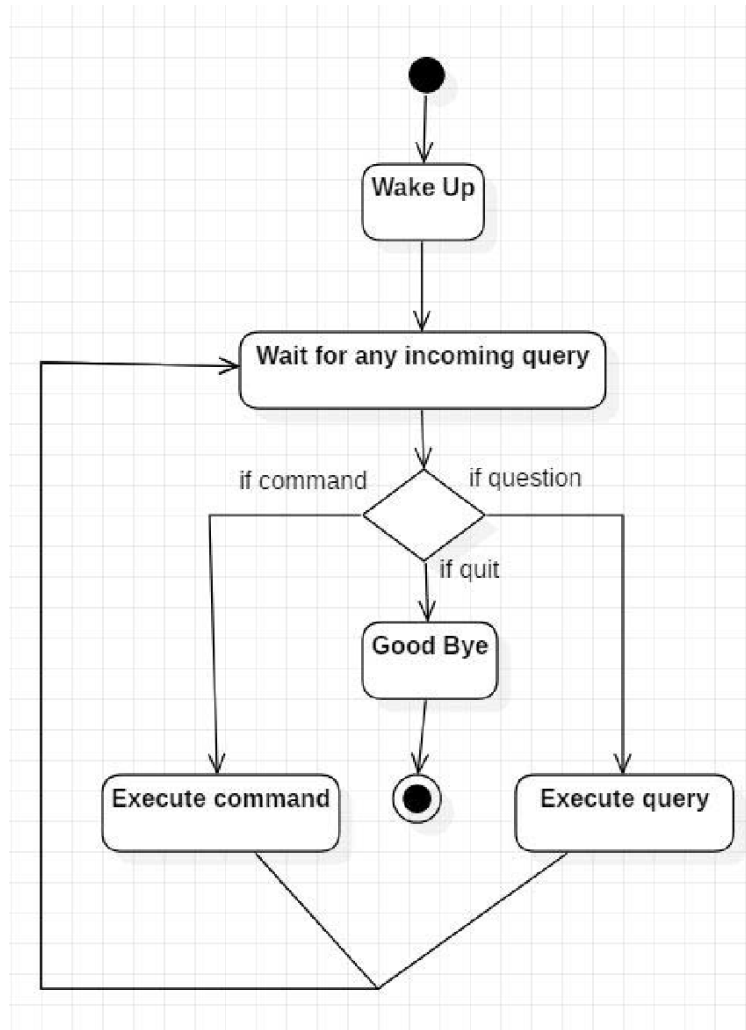 Wake Up
Wait for any incoming query
if command
if question
if quit
Good Bye
Execute command
Execute query